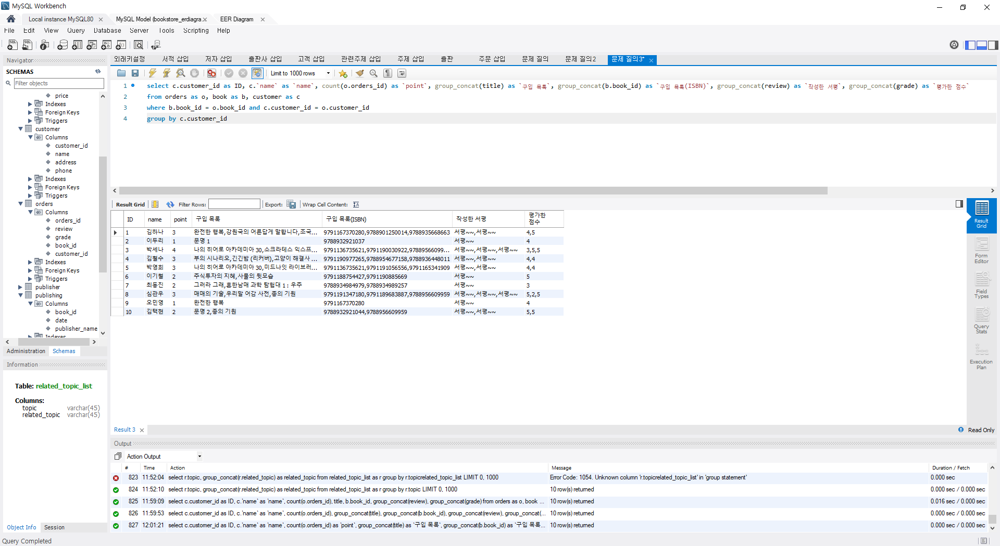 MySQL Workbench
Local instance MySQL80
MySQL Model (bookstore_erdiagra...
EER Diagram
File Edit View Query Database Server Tools Scripting Help
Navigator
SCHEMAS
Filter objects
price
Indexes
Foreign Keys
Triggers
customer
Columns
customer_id
name
address
phone
Indexes
Foreign Keys
Triggers
orders
Columns
orders_id
review
grade
book_id
customer_id
Indexes
Foreign Keys
Triggers
publisher
publishing
Columns
book_id
date
publisher_name
Indexes
Administration Schemas
Information
Table: related_topic_list
Columns:
topic varchar(45)
related_topic varchar(45)
Object Info Session
Query Completed
외래키설정 서적 삽입 저자 삽입 출판사 삽입 고객 삽입 관련주제 삽입 주제 삽입 출판 주문 삽입 문제 질의 문제 질의2 문제 질의3*
Limit to 1000 rows
1 select c.customer_id as ID, c.`name` as `name`, count(o.orders_id) as `point`, group_concat(title) as `구입 목록`, group_concat(b.book_id) as `구입 목록(ISBN)`, group_concat(review) as `작성한 서평`, group_concat(grade) as `평가한 점수`
2 from orders as o, book as b, customer as c
3 where b.book_id = o.book_id and c.customer_id = o.customer_id
4 group by c.customer_id
Result Grid Filter Rows: Export: Wrap Cell Content:
ID name point 구입 목록 구입 목록(ISBN) 작성한 서평 평가한 점수
1 김하나 3 완전한 행복,강원국의 어른답게 말합니다,조국... 9791167370280,9788901250014,9788935668663 서평~~,서평~~ 4,5
2 이두리 1 문명 1 9788932921037 서평~~ 4
3 박세나 4 나의 히어로 아카데미아 30,소크라테스 익스프... 9791136735621,9791190030922,97889566099... 서평~~,서평~~,서평~~ 3,5,5
4 김철수 3 부의 시나리오,긴긴밤 (리커버),고양이 해결사 ... 9791190977265,9788954677158,9788936448011 서평~~,서평~~ 4,4
5 박영희 3 나의 히어로 아카데미아 30,미드나잇 라이브러... 9791136735621,9791191056556,9791165341909 서평~~,서평~~ 4,4
6 이기철 2 주식투자의 지혜,사물의 뒷모습 9791188754427,9791190885669 서평~~ 5
7 최동진 2 그러라 그래,흔한남매 과학 탐험대 1 : 우주 9788934984979,9788934989257 서평~~ 3
8 심관우 3 매매의 기술,우리말 어감 사전,종의 기원 9791191347180,9791189683887,9788956609959 서평~~,서평~~,서평~~ 5,2,5
9 오민영 1 완전한 행복 9791167370280 서평~~ 4
10 김택현 2 문명 2,종의 기원 9788932921044,9788956609959 서평~~,서평~~ 5,5
Result Grid
Form Editor
Field Types
Query Stats
Execution Plan
Result 3
Read Only
Output
Action Output
# Time Action Message Duration / Fetch
823 11:52:04 select r.topic, group_concat(r.related_topic) as related_topic from related_topic_list as r group by r.topicrelated_topic_list LIMIT 0, 1000 Error Code: 1054. Unknown column 'r.topicrelated_topic_list' in 'group statement' 0.000 sec
824 11:52:10 select r.topic, group_concat(r.related_topic) as related_topic from related_topic_list as r group by r.topic LIMIT 0, 1000 10 row(s) returned 0.000 sec / 0.000 sec
825 11:59:09 select c.customer_id as ID, c.`name` as `name`, count(o.orders_id), title, b.book_id, group_concat(review), group_concat(grade) from orders as o, book ... 10 row(s) returned 0.016 sec / 0.000 sec
826 11:59:53 select c.customer_id as ID, c.`name` as `name`, count(o.orders_id), group_concat(title), group_concat(b.book_id), group_concat(review), group_concat(... 10 row(s) returned 0.000 sec / 0.000 sec
827 12:01:21 select c.customer_id as ID, c.`name` as `name`, count(o.orders_id) as `point`, group_concat(title) as `구입 목록`, group_concat(b.book_id) as `구입 목록... 10 row(s) returned 0.000 sec / 0.000 sec